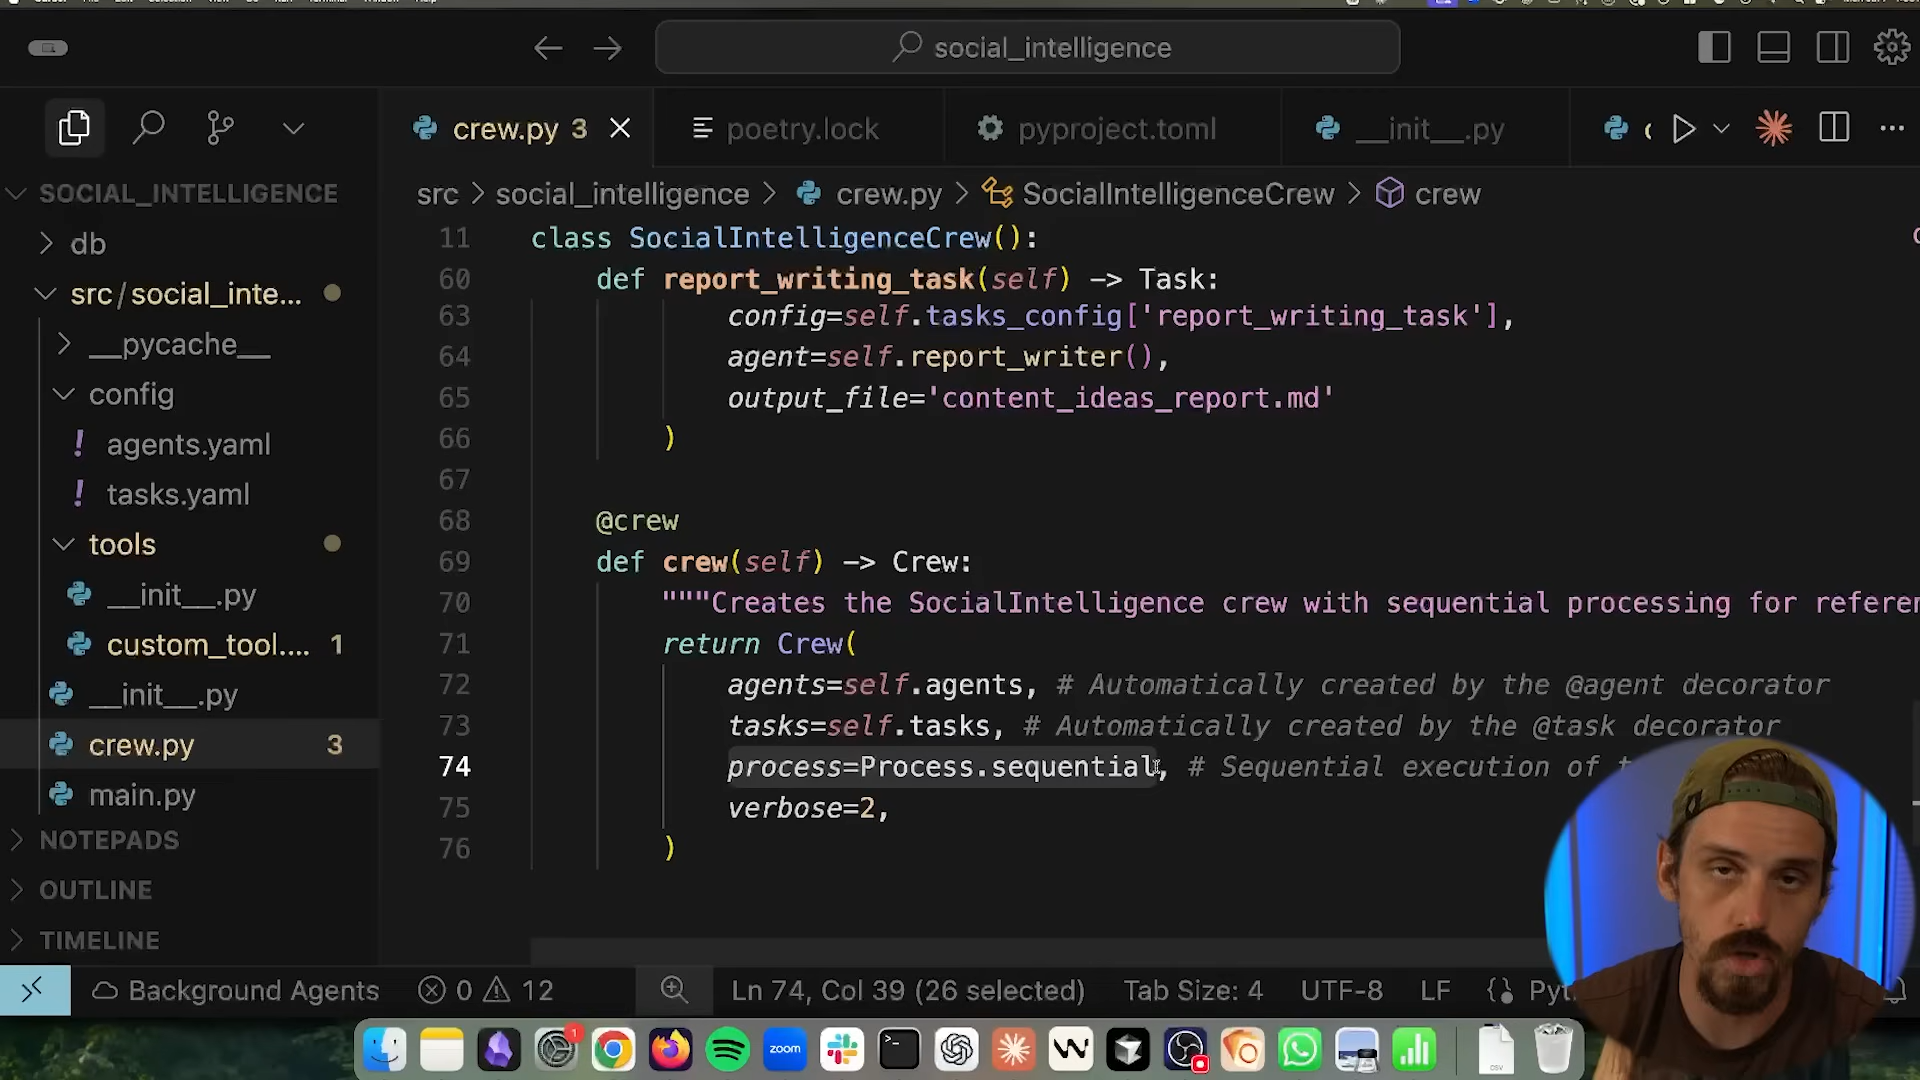 social_intelligence
crew.py 3
poetry.lock
pyproject.toml
__init__.py
SOCIAL_INTELLIGENCE
db
src/social_inte...
__pycache__
config
! agents.yaml
! tasks.yaml
tools
__init__.py
custom_tool.... 1
__init__.py
crew.py 3
main.py
NOTEPADS
OUTLINE
TIMELINE
src > social_intelligence > crew.py > SocialIntelligenceCrew > crew
11 class SocialIntelligenceCrew():
60 def report_writing_task(self) -> Task:
63 config=self.tasks_config['report_writing_task'],
64 agent=self.report_writer(),
65 output_file='content_ideas_report.md'
66 )
67
68 @crew
69 def crew(self) -> Crew:
70 """Creates the SocialIntelligence crew with sequential processing for referen
71 return Crew(
72 agents=self.agents, # Automatically created by the @agent decorator
73 tasks=self.tasks, # Automatically created by the @task decorator
74 process=Process.sequential, # Sequential execution of
75 verbose=2,
76 )
Background Agents 0 12 Ln 74, Col 39 (26 selected) Tab Size: 4 UTF-8 LF {} Pyt
1
zoom
CSV